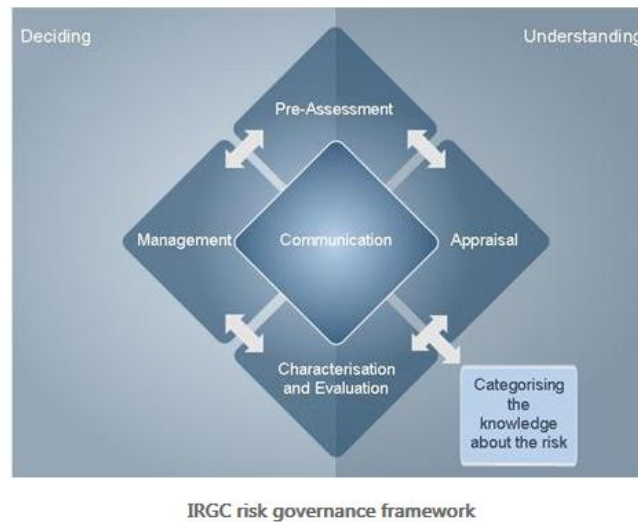 Deciding
Understanding
Pre-Assessment
Management
Communication
Appraisal
Characterisation
and Evaluation
Categorising
the
knowledge
about the risk
IRGC risk governance framework